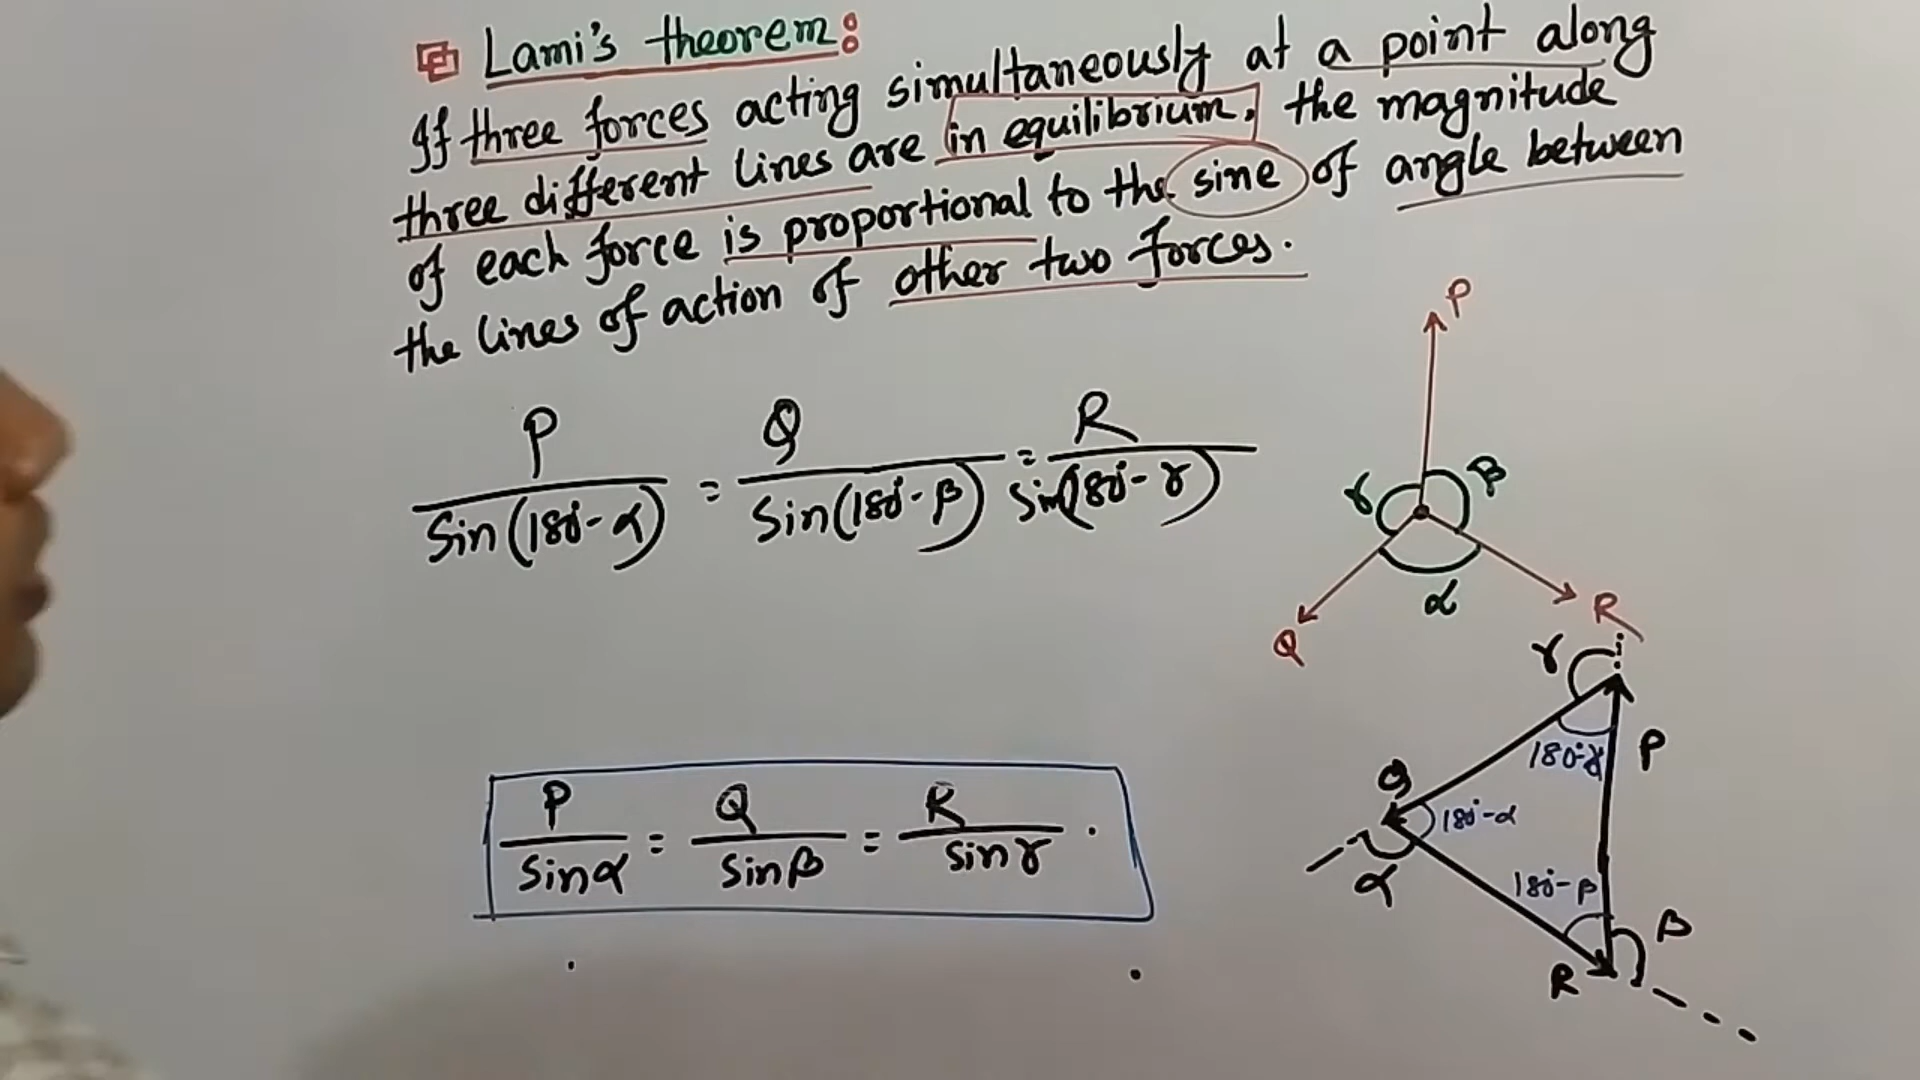 Lami's theorem:
If three forces acting simultaneously at a point along
three different lines are in equilibrium, the magnitude
of each force is proportional to the sine of angle between
the lines of action of other two forces.
P/Sin(180°-α) = Q/Sin(180°-β) = R/Sin(180°-γ)
P
γ β
α
Q R
γ
180°-γ P
Q 180°-α
α
180°-β
β
R
P/Sinα = Q/Sinβ = R/Sinγ .